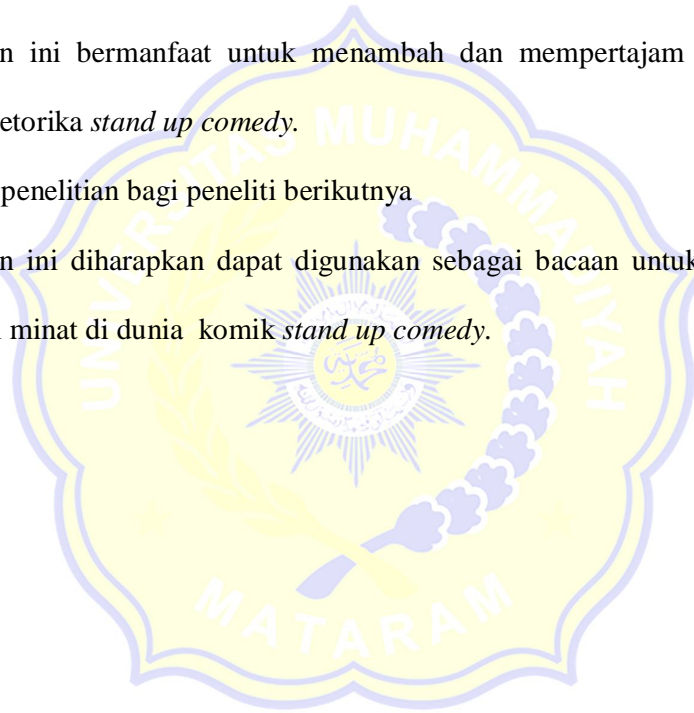 n ini bermanfaat untuk menambah dan mempertajam
etorika stand up comedy.
penelitian bagi peneliti berikutnya
n ini diharapkan dapat digunakan sebagai bacaan untuk
minat di dunia komik stand up comedy.
UNIVERSITAS MUHAMMADIYAH
MATARAM